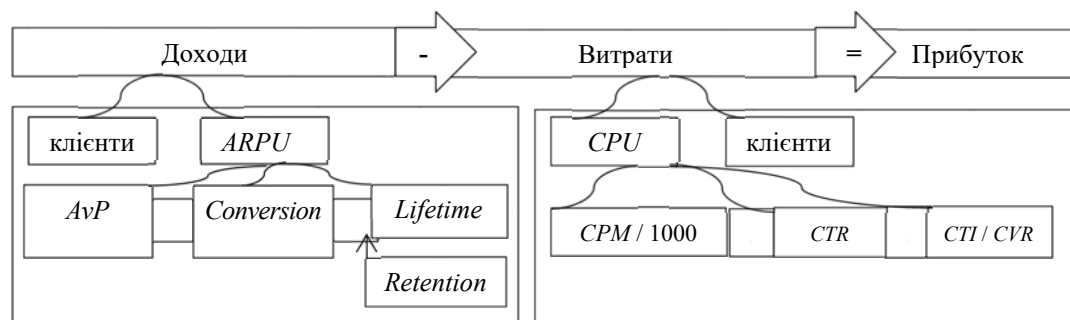 Доходи - Витрати = Прибуток
клієнти ARPU CPU клієнти
AvP Conversion Lifetime CPM / 1000 CTR CTI / CVR
Retention